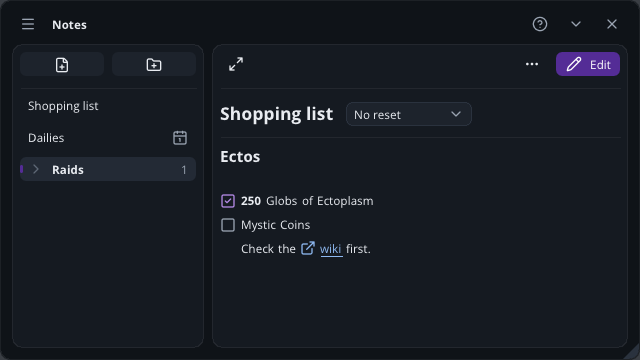 Notes
Edit
Shopping list
Dailies
Raids 1
Shopping list No reset
Ectos
250 Globs of Ectoplasm
Mystic Coins
Check the wiki first.